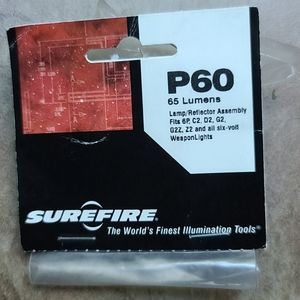 P60
65 Lumens
Lamp/Reflector Assembly
Fits 6P, C2, D2, G2,
G2Z, Z2 and all six-volt
WeaponLights
SUREFIRE
The World's Finest Illumination Tools®